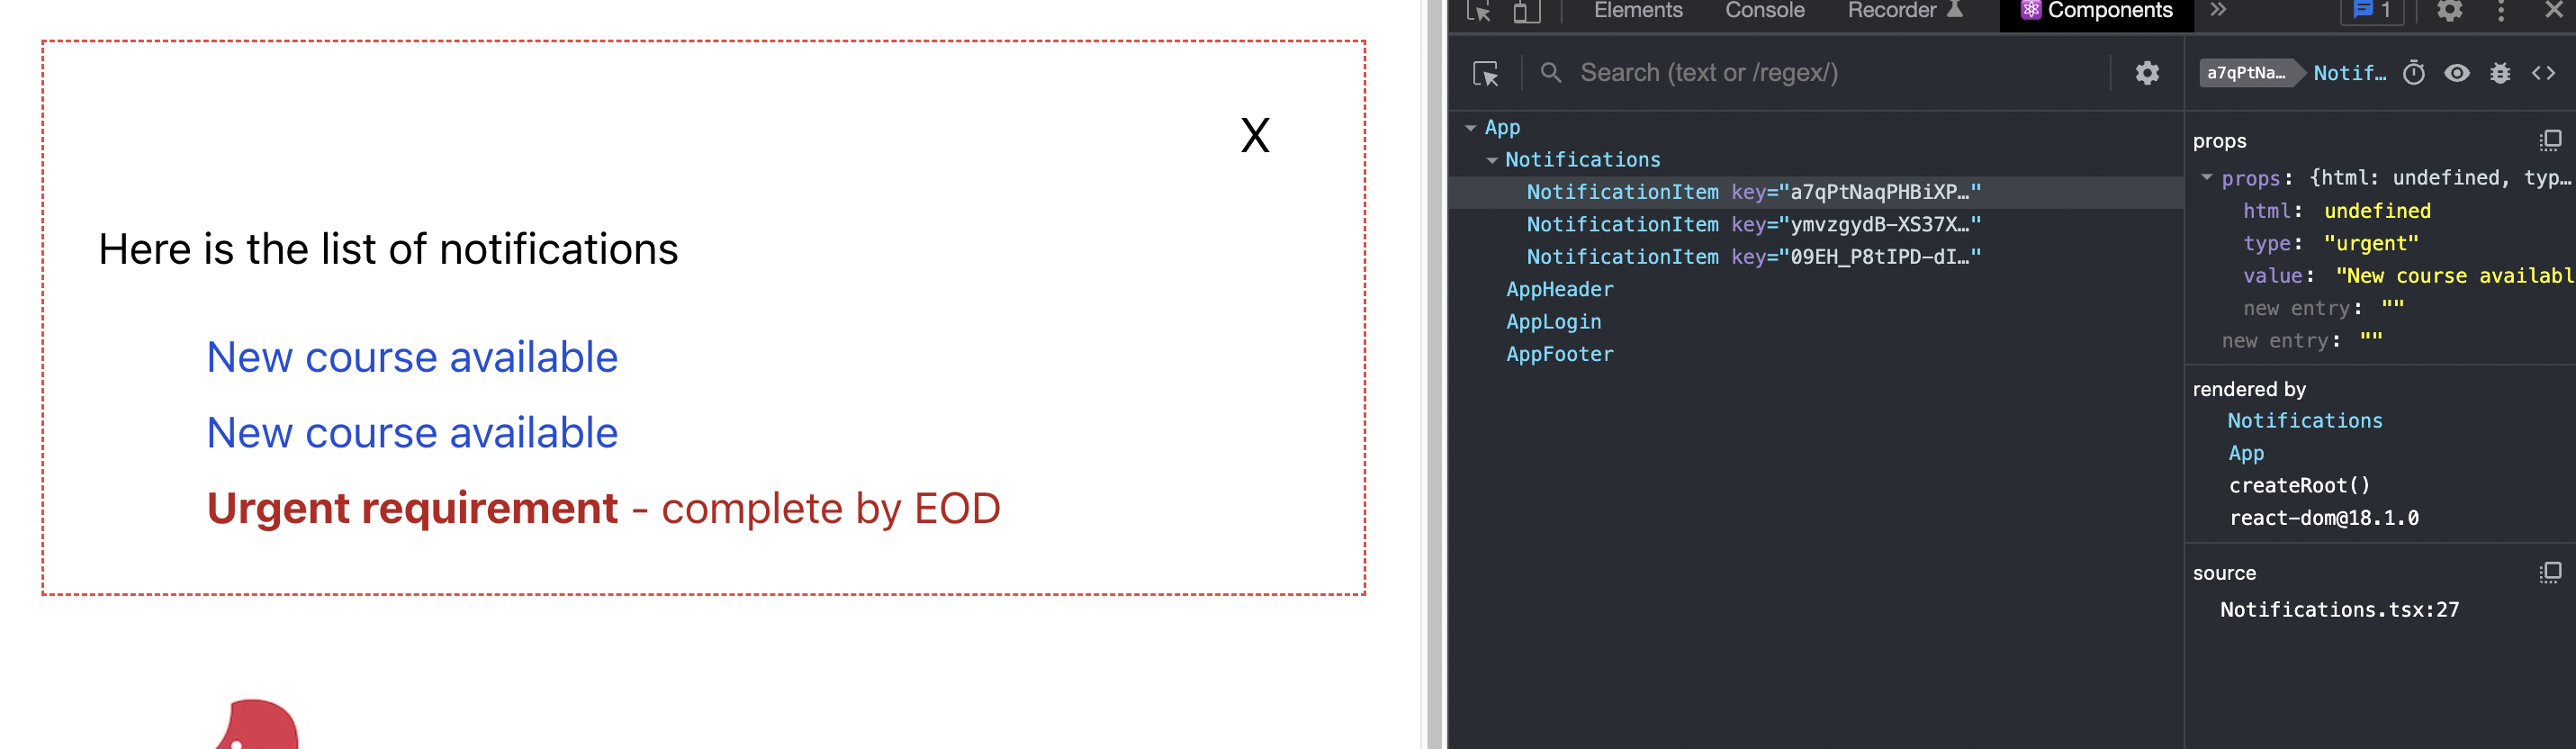 X
Here is the list of notifications
New course available
New course available
Urgent requirement - complete by EOD
Elements Console Recorder Components 1
Search (text or /regex/)
App
Notifications
NotificationItem key="a7qPtNaqPHBiXP…"
NotificationItem key="ymvzgydB-XS37X…"
NotificationItem key="09EH_P8tIPD-dI…"
AppHeader
AppLogin
AppFooter
a7qPtNa… Notif…
props
props: {html: undefined, typ…
html: undefined
type: "urgent"
value: "New course availabl
new entry: ""
new entry: ""
rendered by
Notifications
App
createRoot()
react-dom@18.1.0
source
Notifications.tsx:27